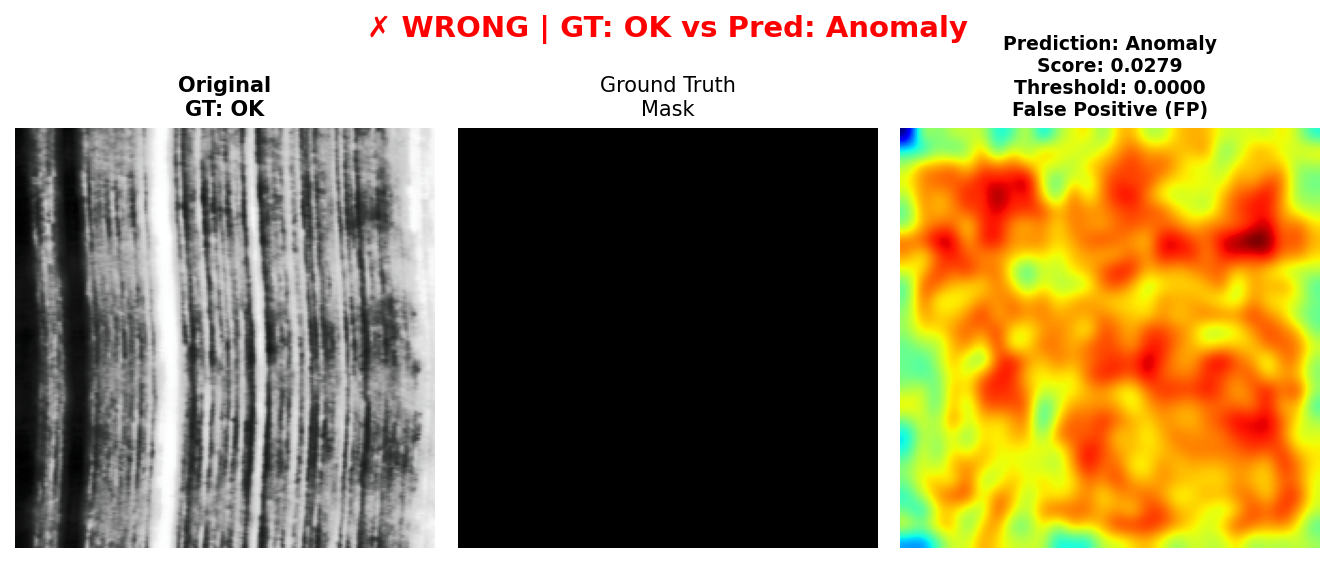 ✗ WRONG | GT: OK vs Pred: Anomaly
Original
GT: OK
Ground Truth
Mask
Prediction: Anomaly
Score: 0.0279
Threshold: 0.0000
False Positive (FP)